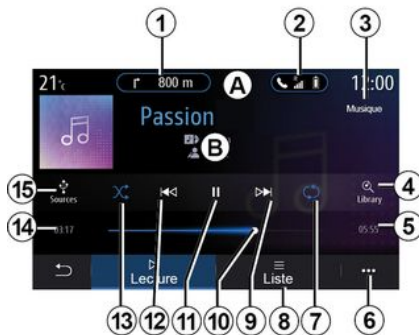 1 2 3
21°c 800 m A 12:00
Musique
Passion
B
15 4
Sources Library
14 03:17 05:55 5
Lecture Liste
13 12 11 10 9 8 7 6